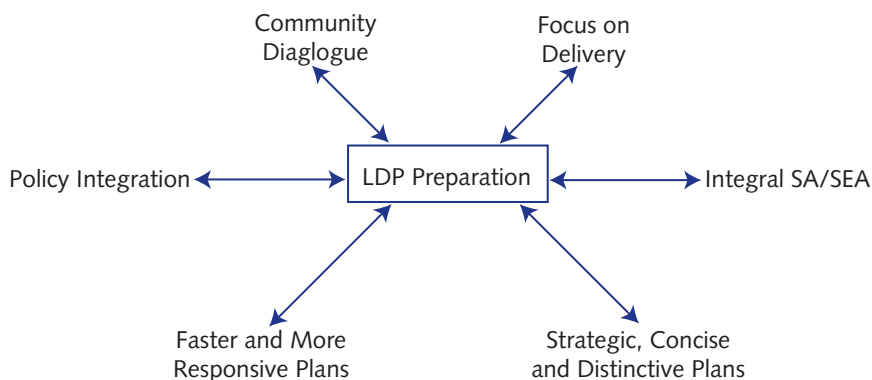 Community
Diaglogue
Focus on
Delivery
Policy Integration
LDP Preparation
Integral SA/SEA
Faster and More
Responsive Plans
Strategic, Concise
and Distinctive Plans